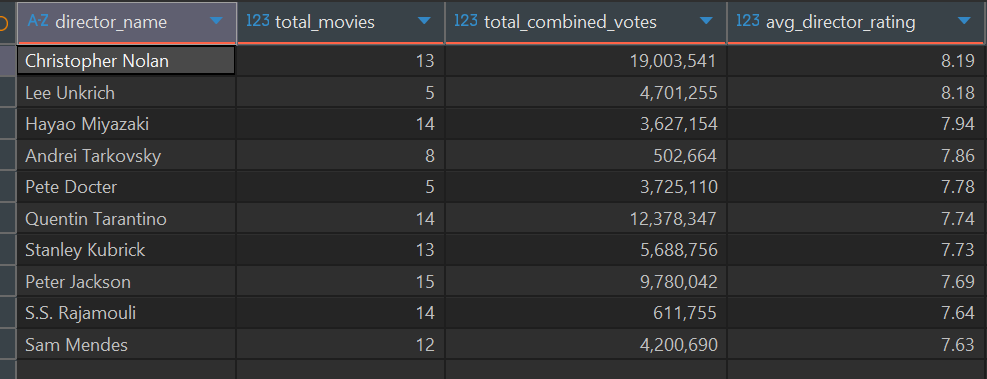 A-Z director_name 123 total_movies 123 total_combined_votes 123 avg_director_rating
Christopher Nolan 13 19,003,541 8.19
Lee Unkrich 5 4,701,255 8.18
Hayao Miyazaki 14 3,627,154 7.94
Andrei Tarkovsky 8 502,664 7.86
Pete Docter 5 3,725,110 7.78
Quentin Tarantino 14 12,378,347 7.74
Stanley Kubrick 13 5,688,756 7.73
Peter Jackson 15 9,780,042 7.69
S.S. Rajamouli 14 611,755 7.64
Sam Mendes 12 4,200,690 7.63